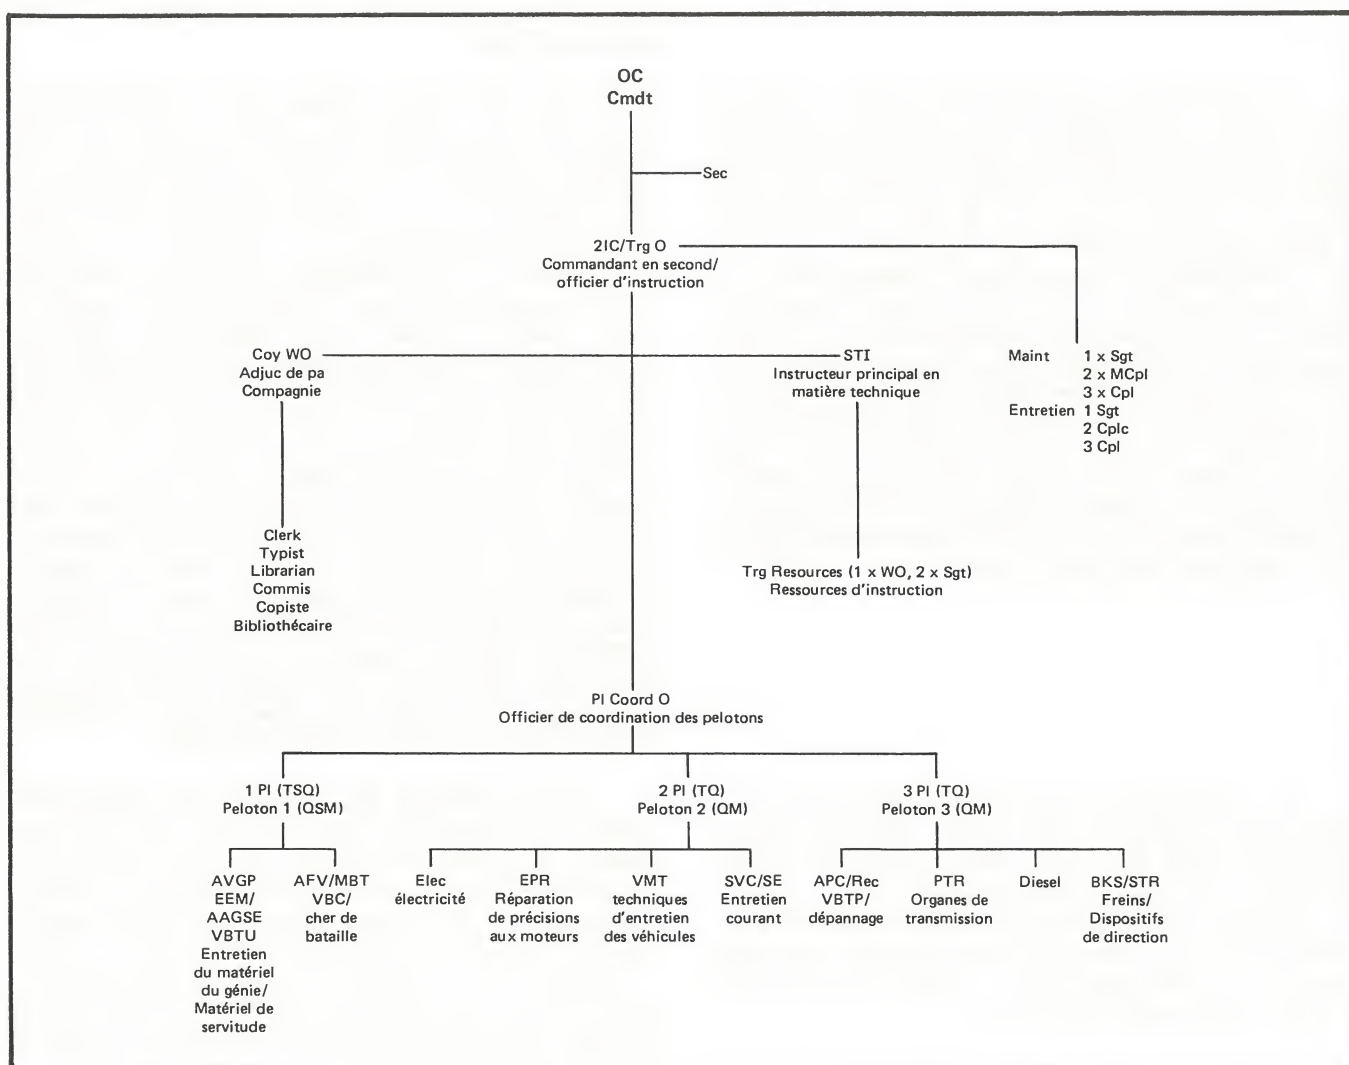 OC
Cmdt
Sec
2IC/Trg O
Commandant en second/
officier d'instruction
Coy WO
Adjuc de pa
Compagnie
STI
Instructeur principal en
matière technique
Maint 1 x Sgt
2 x MCpl
3 x Cpl
Entretien 1 Sgt
2 Cplc
3 Cpl
Clerk
Typist
Librarian
Commis
Copiste
Bibliothécaire
Trg Resources (1 x WO, 2 x Sgt)
Ressources d'instruction
Pl Coord O
Officier de coordination des pelotons
1 Pl (TSQ)
Peloton 1 (QSM)
2 Pl (TQ)
Peloton 2 (QM)
3 Pl (TQ)
Peloton 3 (QM)
AVGP
EEM/
AAGSE
VBTU
Entretien
du matériel
du génie/
Matériel de
servitude
AFV/MBT
VBC/
cher de
bataille
Elec
électricité
EPR
Réparation
de précisions
aux moteurs
VMT
techniques
d'entretien
des véhicules
SVC/SE
Entretien
courant
APC/Rec
VBTP/
dépannage
PTR
Organes de
transmission
Diesel
BKS/STR
Freins/
Dispositifs
de direction